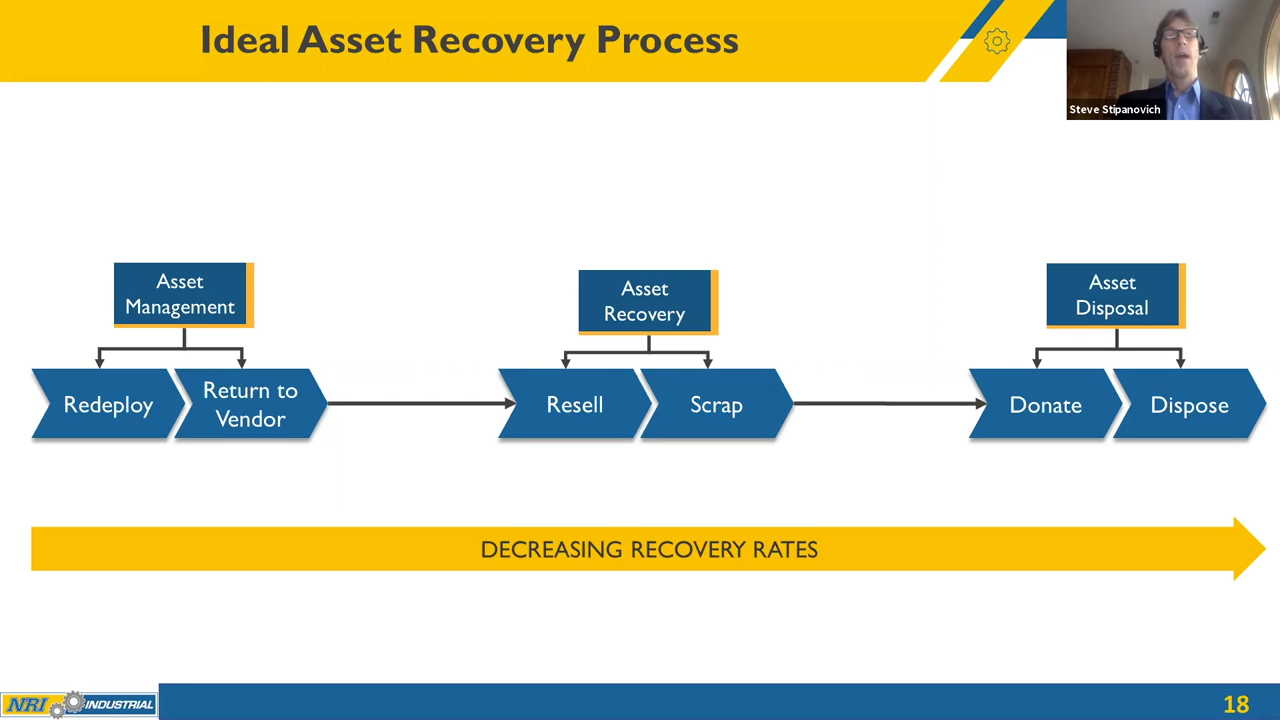 Ideal Asset Recovery Process
Steve Stipanovich
Asset
Management
Asset
Recovery
Asset
Disposal
Redeploy
Return to
Vendor
Resell
Scrap
Donate
Dispose
DECREASING RECOVERY RATES
NRI INDUSTRIAL
18